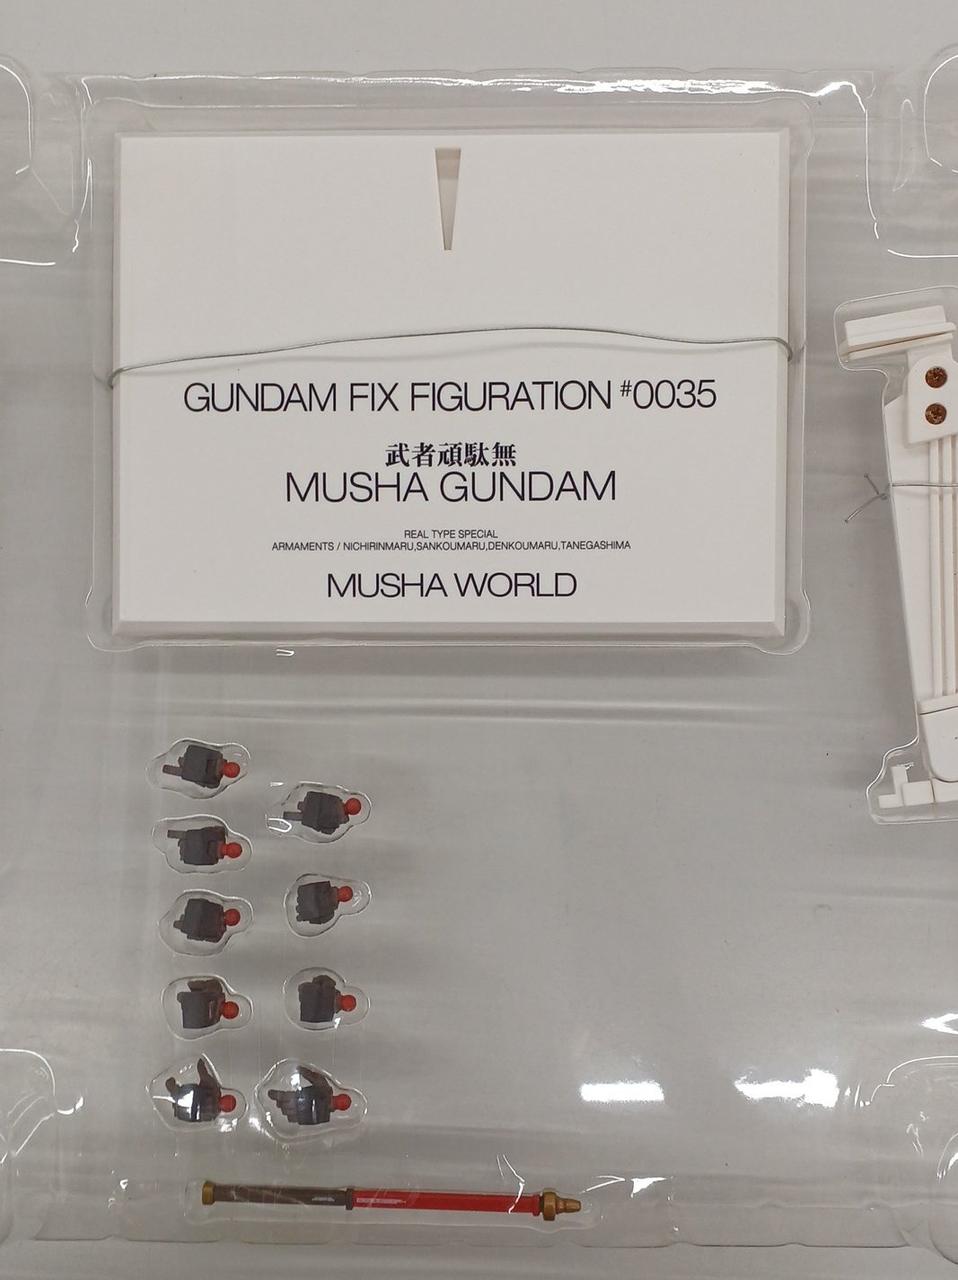 GUNDAM FIX FIGURATION #0035
武者頑駄無
MUSHA GUNDAM
REAL TYPE SPECIAL
ARMAMENTS / NICHIRINMARU,SANKOUMARU,DENKOUMARU,TANEGASHIMA
MUSHA WORLD